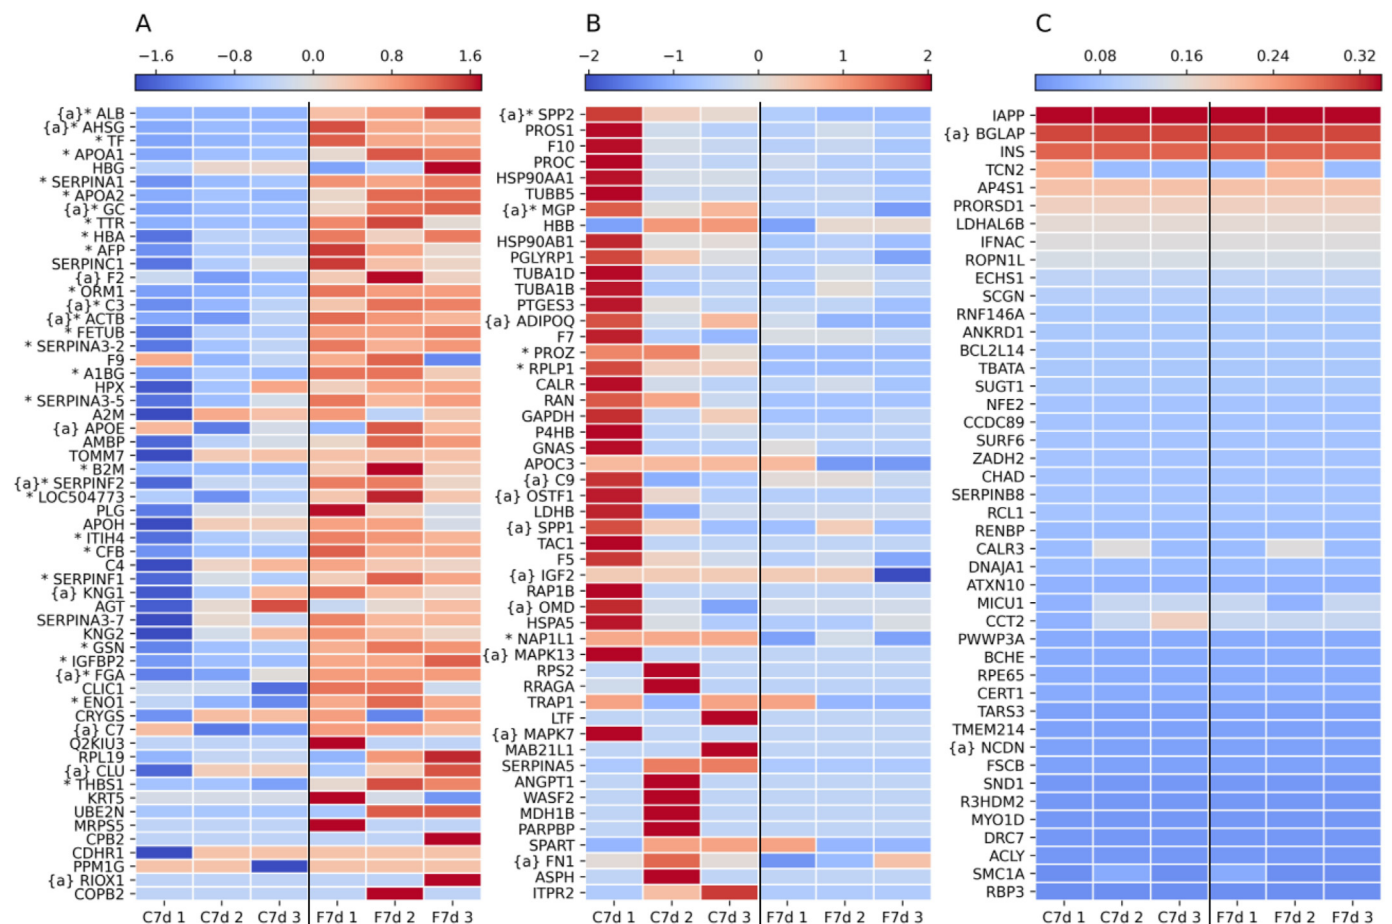 A
−1.6 −0.8 0.0 0.8 1.6
{a}* ALB
{a}* AHSG
* TF
* APOA1
HBG
* SERPINA1
* APOA2
{a}* GC
* TTR
* HBA
* AFP
SERPINC1
{a} F2
* ORM1
{a}* C3
{a}* ACTB
* FETUB
* SERPINA3-2
F9
* A1BG
HPX
* SERPINA3-5
A2M
{a} APOE
AMBP
TOMM7
* B2M
{a}* SERPINF2
* LOC504773
PLG
APOH
* ITIH4
* CFB
C4
* SERPINF1
{a} KNG1
AGT
SERPINA3-7
KNG2
* GSN
* IGFBP2
{a}* FGA
CLIC1
* ENO1
CRYGS
{a} C7
Q2KIU3
RPL19
{a} CLU
* THBS1
KRT5
UBE2N
MRPS5
CPB2
CDHR1
PPM1G
{a} RIOX1
COPB2
C7d 1 C7d 2 C7d 3 F7d 1 F7d 2 F7d 3
B
−2 −1 0 1 2
{a}* SPP2
PROS1
F10
PROC
HSP90AA1
TUBB5
{a}* MGP
HBB
HSP90AB1
PGLYRP1
TUBA1D
TUBA1B
PTGES3
{a} ADIPOQ
F7
* PROZ
* RPLP1
CALR
RAN
GAPDH
P4HB
GNAS
APOC3
{a} C9
{a} OSTF1
LDHB
{a} SPP1
TAC1
F5
{a} IGF2
RAP1B
{a} OMD
HSPA5
* NAP1L1
{a} MAPK13
RPS2
RRAGA
TRAP1
LTF
{a} MAPK7
MAB21L1
SERPINA5
ANGPT1
WASF2
MDH1B
PARPBP
SPART
{a} FN1
ASPH
ITPR2
C7d 1 C7d 2 C7d 3 F7d 1 F7d 2 F7d 3
C
0.08 0.16 0.24 0.32
IAPP
{a} BGLAP
INS
TCN2
AP4S1
PRORSD1
LDHAL6B
IFNAC
ROPN1L
ECHS1
SCGN
RNF146A
ANKRD1
BCL2L14
TBATA
SUGT1
NFE2
CCDC89
SURF6
ZADH2
CHAD
SERPINB8
RCL1
RENBP
CALR3
DNAJA1
ATXN10
MICU1
CCT2
PWWP3A
BCHE
RPE65
CERT1
TARS3
TMEM214
{a} NCDN
FSCB
SND1
R3HDM2
MYO1D
DRC7
ACLY
SMC1A
RBP3
C7d 1 C7d 2 C7d 3 F7d 1 F7d 2 F7d 3